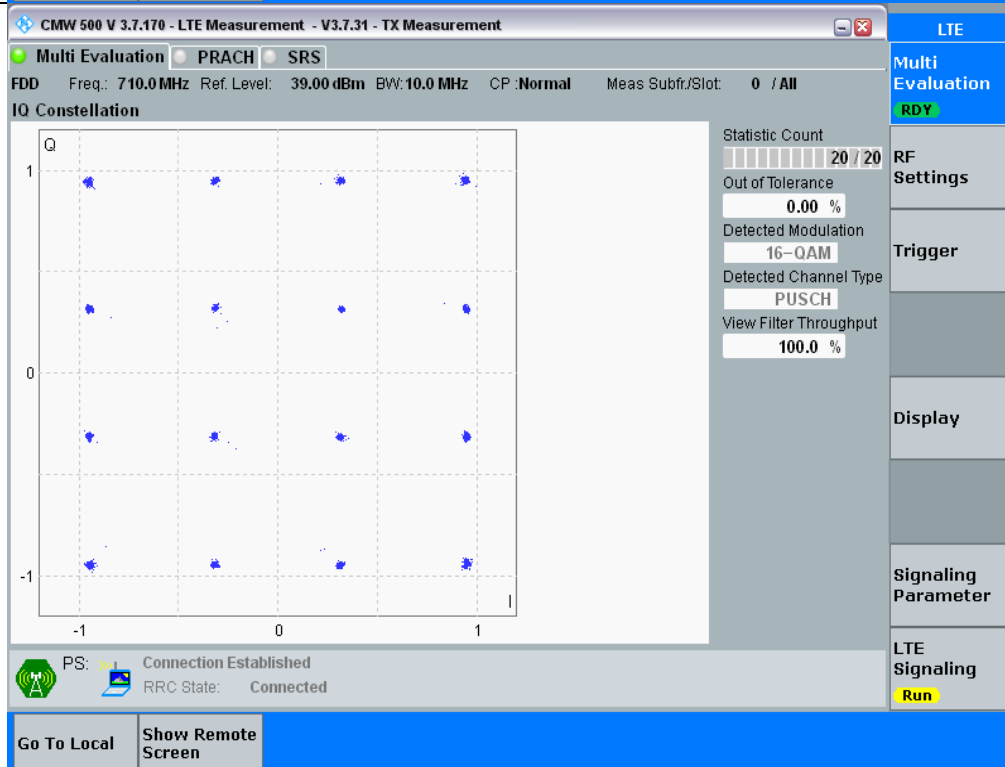 CMW 500 V 3.7.170 - LTE Measurement - V3.7.31 - TX Measurement
LTE
Multi Evaluation PRACH SRS
FDD Freq.: 710.0 MHz Ref. Level: 39.00 dBm BW: 10.0 MHz CP :Normal Meas Subfr./Slot: 0 / All
IQ Constellation
Q
1
0
-1
-1 0 1
I
Statistic Count
20 / 20
Out of Tolerance
0.00 %
Detected Modulation
16-QAM
Detected Channel Type
PUSCH
View Filter Throughput
100.0 %
Multi
Evaluation
RDY
RF
Settings
Trigger
Display
Signaling
Parameter
LTE
Signaling
Run
PS: Connection Established
RRC State: Connected
Go To Local
Show Remote
Screen